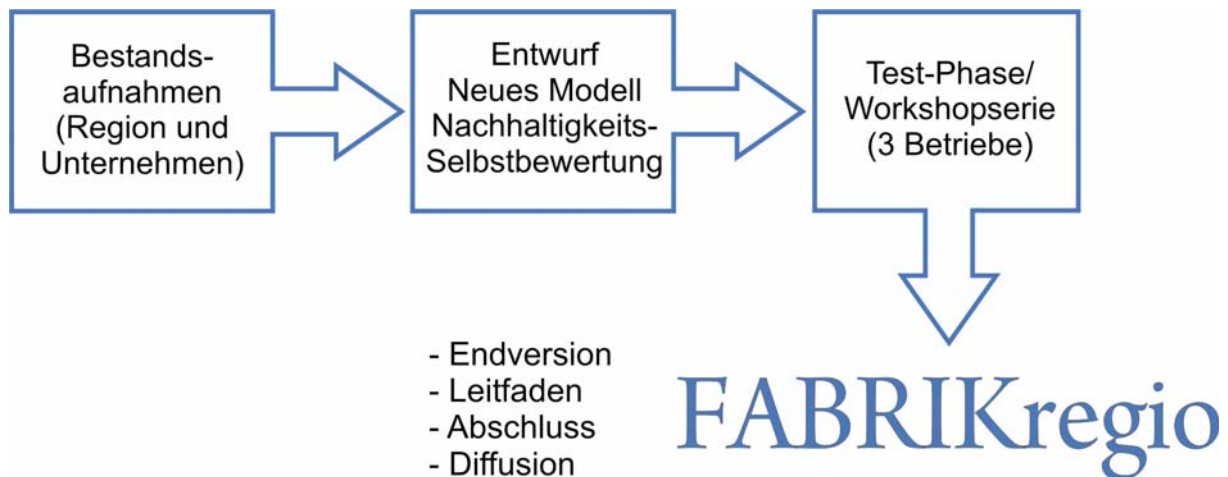 Bestands-
aufnahmen
(Region und
Unternehmen)
Entwurf
Neues Modell
Nachhaltigkeits-
Selbstbewertung
Test-Phase/
Workshopserie
(3 Betriebe)
- Endversion
- Leitfaden
- Abschluss
- Diffusion
FABRIKregio